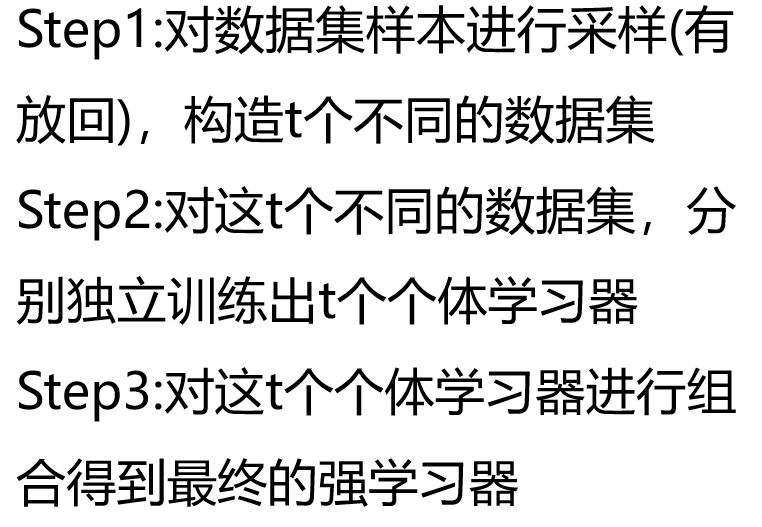 Step1:对数据集样本进行采样(有
放回)，构造t个不同的数据集
Step2:对这t个不同的数据集，分
别独立训练出t个个体学习器
Step3:对这t个个体学习器进行组
合得到最终的强学习器